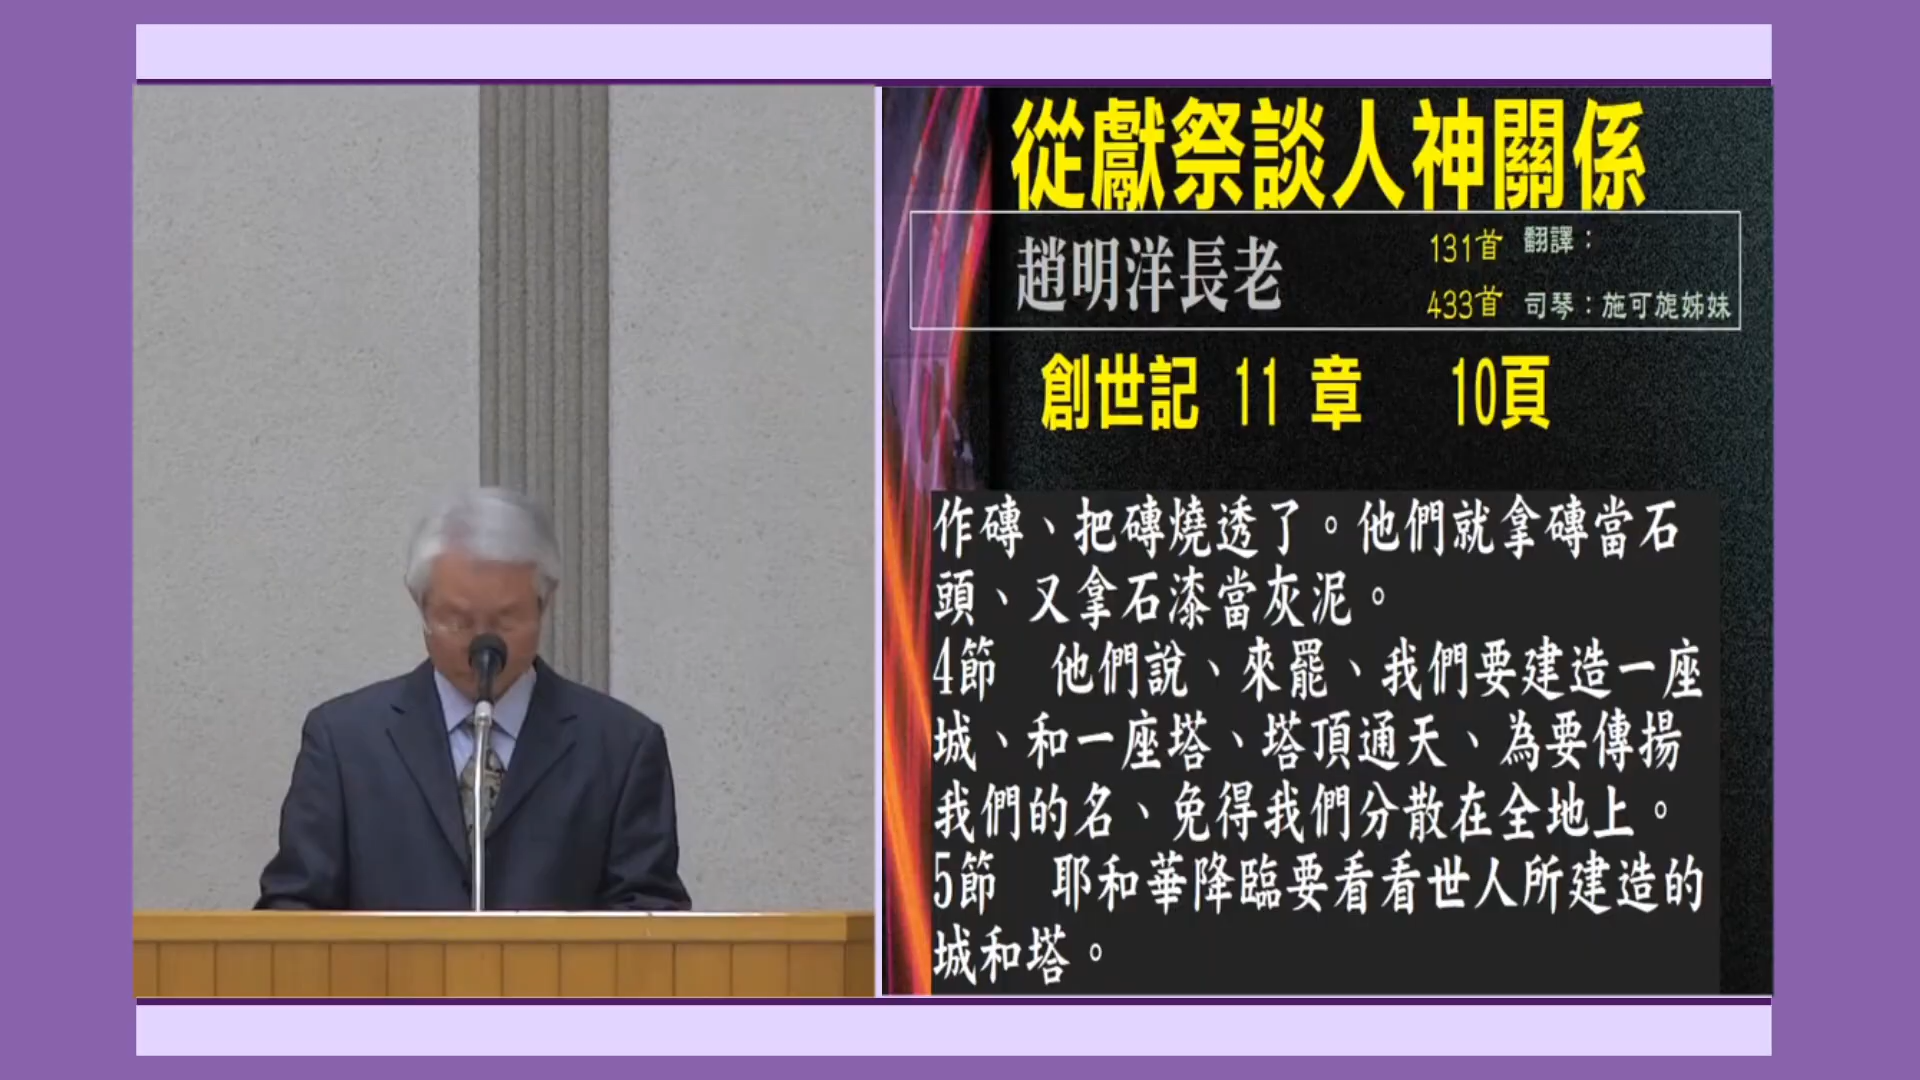 從獻祭談人神關係
趙明洋長老
131首 翻譯：
433首 司琴：施可旎姊妹
創世記 11 章 10頁
作磚、把磚燒透了。他們就拿磚當石
頭、又拿石漆當灰泥。
4節 他們說、來罷、我們要建造一座
城、和一座塔、塔頂通天、為要傳揚
我們的名、免得我們分散在全地上。
5節 耶和華降臨要看看世人所建造的
城和塔。